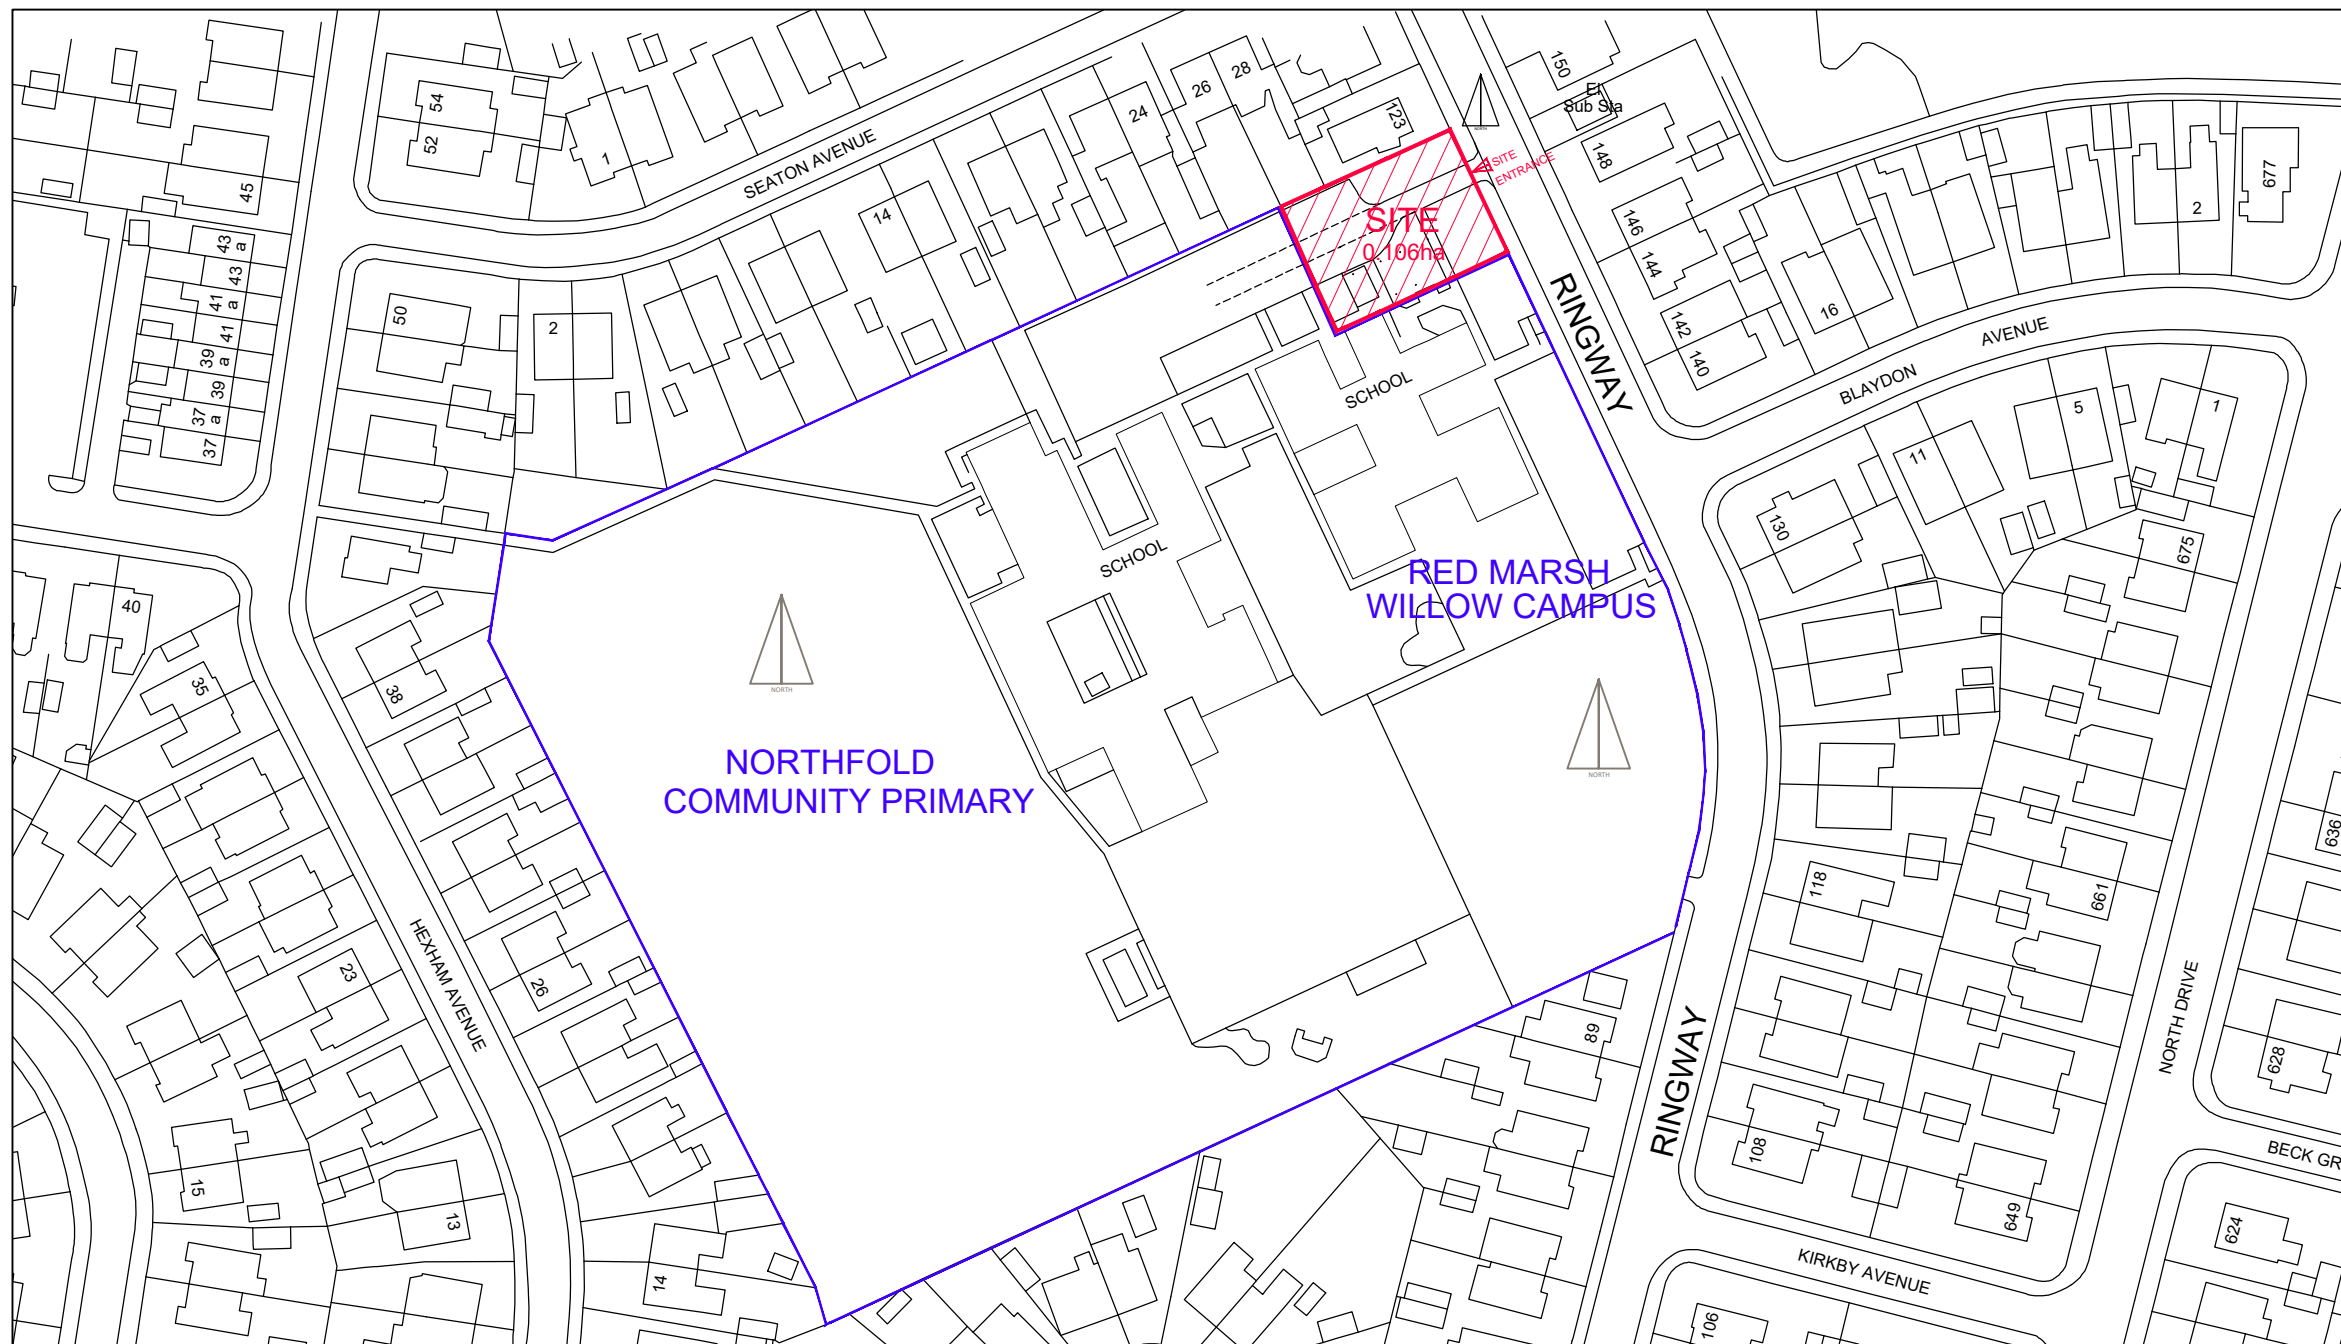 54
52
1
45
43
a
43
41
a
41
39
a
39
37
a
37
SEATON AVENUE
24
26
28
123
14
150
El
Sub Sta
148
146
144
142
140
NORTH
SITE
ENTRANCE
SITE
0.106ha
677
2
16
RINGWAY
BLAYDON
AVENUE
50
2
SCHOOL
SCHOOL
11
5
1
130
675
RED MARSH
WILLOW CAMPUS
40
35
38
NORTH
NORTH
NORTHFOLD
COMMUNITY PRIMARY
636
118
661
HEXHAM AVENUE
23
26
89
NORTH DRIVE
628
RINGWAY
108
BECK GR
15
13
649
624
14
KIRKBY AVENUE
106